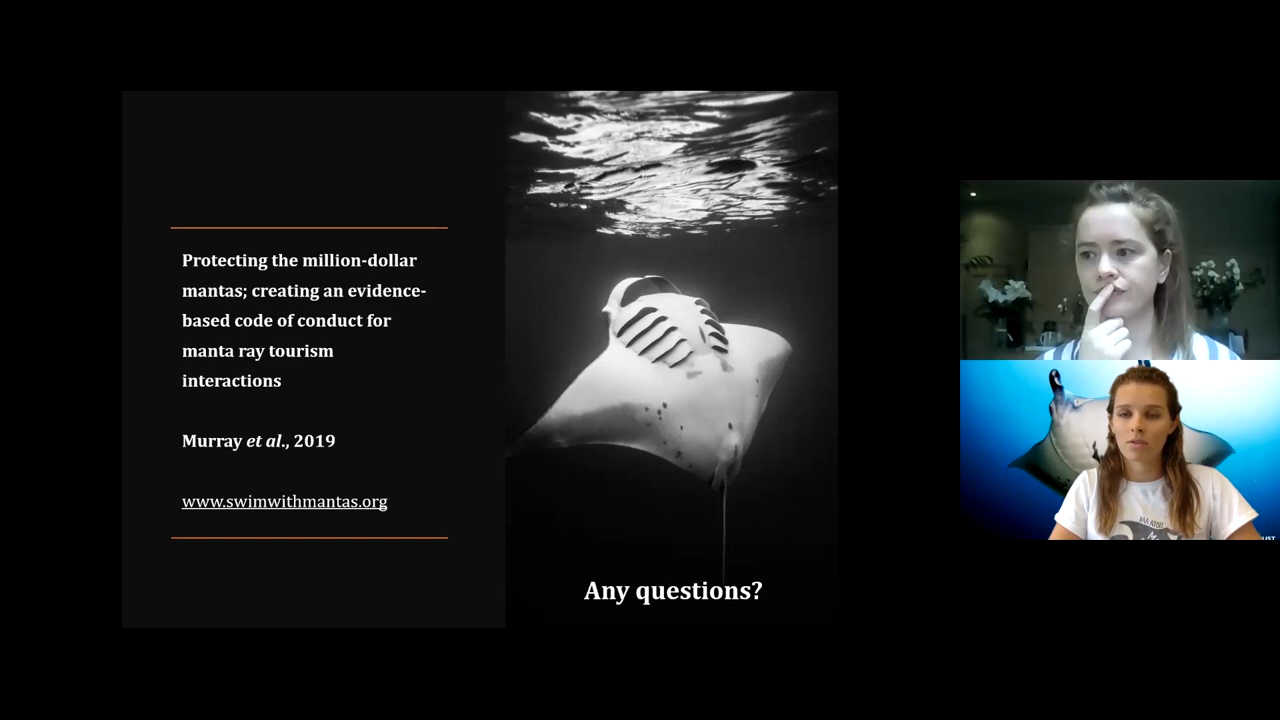 Protecting the million-dollar
mantas; creating an evidence-
based code of conduct for
manta ray tourism
interactions
Murray et al., 2019
www.swimwithmantas.org
Any questions?